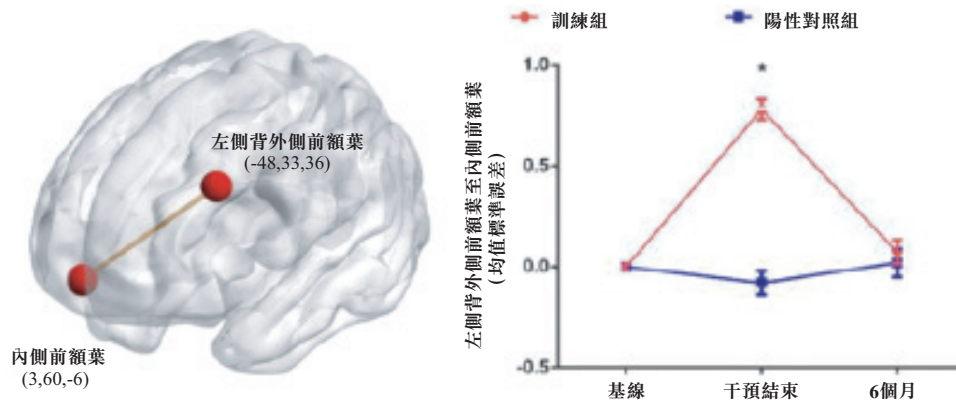 左側背外側前額葉
(-48,33,36)
內側前額葉
(3,60,-6)
訓練組
陽性對照組
左側背外側前額葉至內側前額葉
(均值標準誤差)
1.0
0.5
0.0
-0.5
*
基線
干預結束
6個月